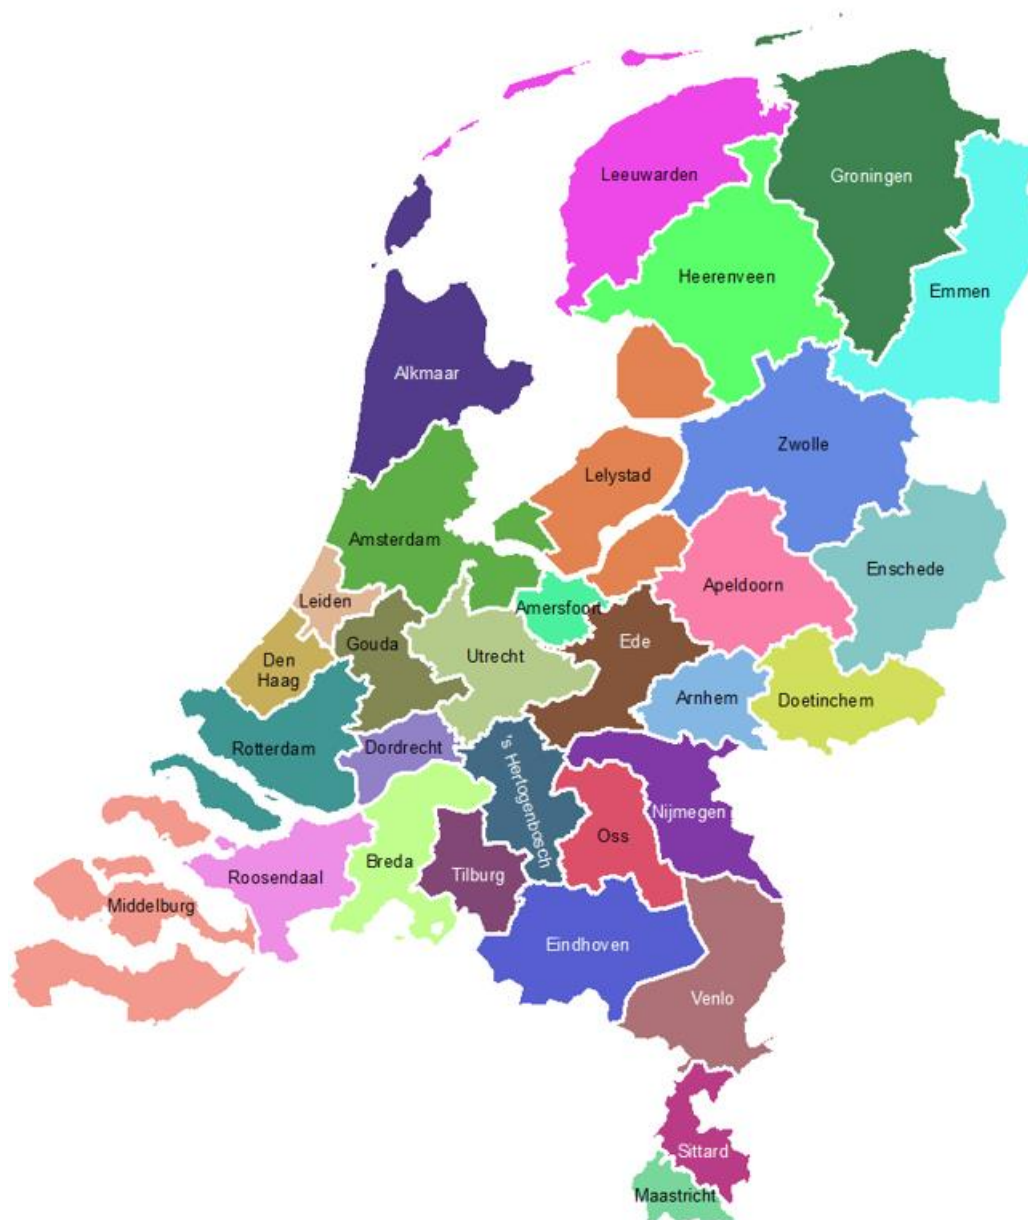 Leeuwarden
Groningen
Heerenveen
Emmen
Alkmaar
Zwolle
Lelystad
Amsterdam
Enschede
Apeldoorn
Leiden
Amersfoort
Gouda
Ede
Utrecht
Den
Haag
Arnhem
Doetinchem
Rotterdam
Dordrecht
's Hertogenbosch
Nijmegen
Oss
Breda
Tilburg
Roosendaal
Middelburg
Eindhoven
Venlo
Sittard
Maastricht